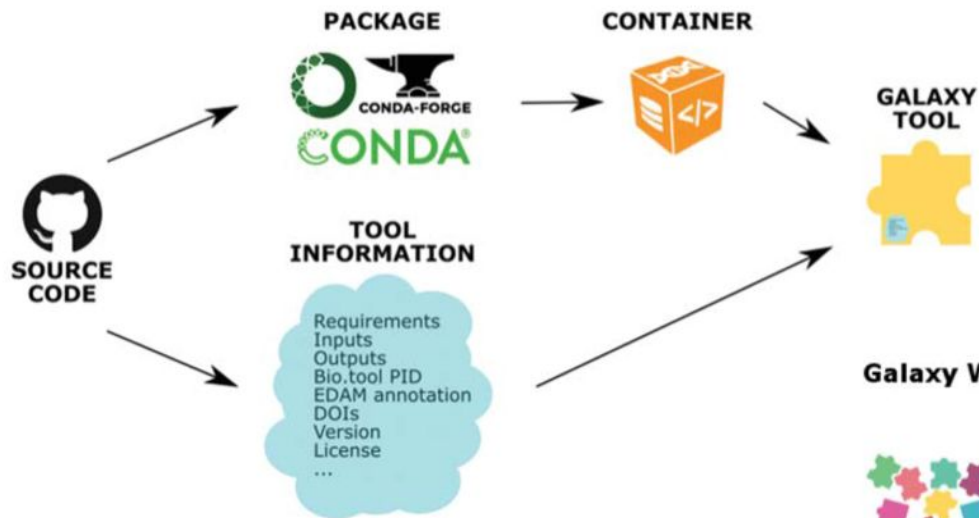 PACKAGE
CONDA-FORGE
CONDA®
CONTAINER
</>
GALAXY
TOOL
SOURCE
CODE
TOOL
INFORMATION
Requirements
Inputs
Outputs
Bio.tool PID
EDAM annotation
DOIs
Version
License
...
Galaxy W